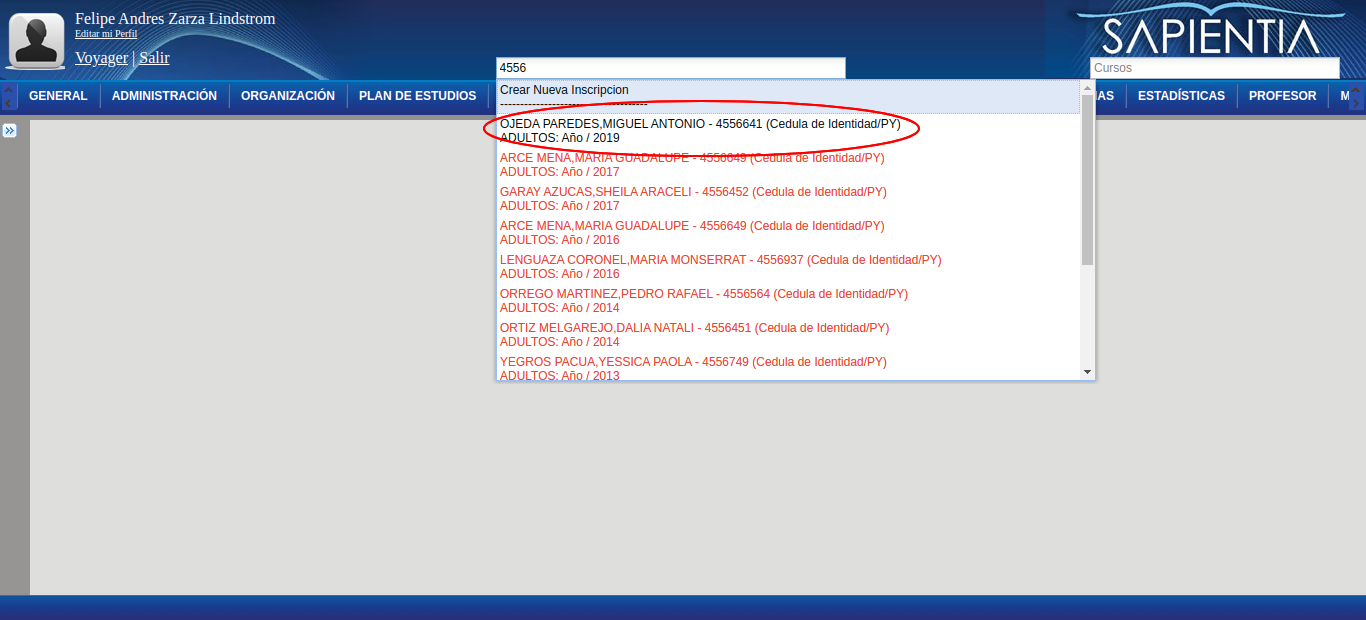 Felipe Andres Zarza Lindstrom
Editar mi Perfil
Voyager | Salir
SAPIENTIA
4556
Cursos
GENERAL
ADMINISTRACIÓN
ORGANIZACIÓN
PLAN DE ESTUDIOS
AS
ESTADÍSTICAS
PROFESOR
M
Crear Nueva Inscripcion
-------------------------------------
OJEDA PAREDES,MIGUEL ANTONIO - 4556641 (Cedula de Identidad/PY)
ADULTOS: Año / 2019
ARCE MENA,MARIA GUADALUPE - 4556649 (Cedula de Identidad/PY)
ADULTOS: Año / 2017
GARAY AZUCAS,SHEILA ARACELI - 4556452 (Cedula de Identidad/PY)
ADULTOS: Año / 2017
ARCE MENA,MARIA GUADALUPE - 4556649 (Cedula de Identidad/PY)
ADULTOS: Año / 2016
LENGUAZA CORONEL,MARIA MONSERRAT - 4556937 (Cedula de Identidad/PY)
ADULTOS: Año / 2016
ORREGO MARTINEZ,PEDRO RAFAEL - 4556564 (Cedula de Identidad/PY)
ADULTOS: Año / 2014
ORTIZ MELGAREJO,DALIA NATALI - 4556451 (Cedula de Identidad/PY)
ADULTOS: Año / 2014
YEGROS PACUA,YESSICA PAOLA - 4556749 (Cedula de Identidad/PY)
ADULTOS: Año / 2013